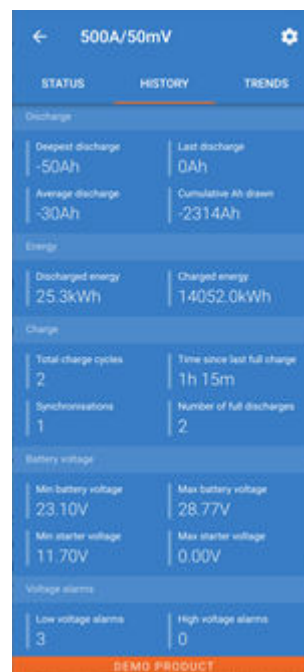 500A/50mV
STATUS HISTORY TRENDS
Discharge
Deepest discharge Last discharge
-50Ah 0Ah
Average discharge Cumulative Ah drawn
-30Ah -2314Ah
Energy
Discharged energy Charged energy
25.3kWh 14052.0kWh
Charge
Total charge cycles Time since last full charge
2 1h 15m
Synchronisations Number of full discharges
1 2
Battery voltage
Min battery voltage Max battery voltage
23.10V 28.77V
Min starter voltage Max starter voltage
11.70V 0.00V
Voltage alarms
Low voltage alarms High voltage alarms
3 0
DEMO PRODUCT